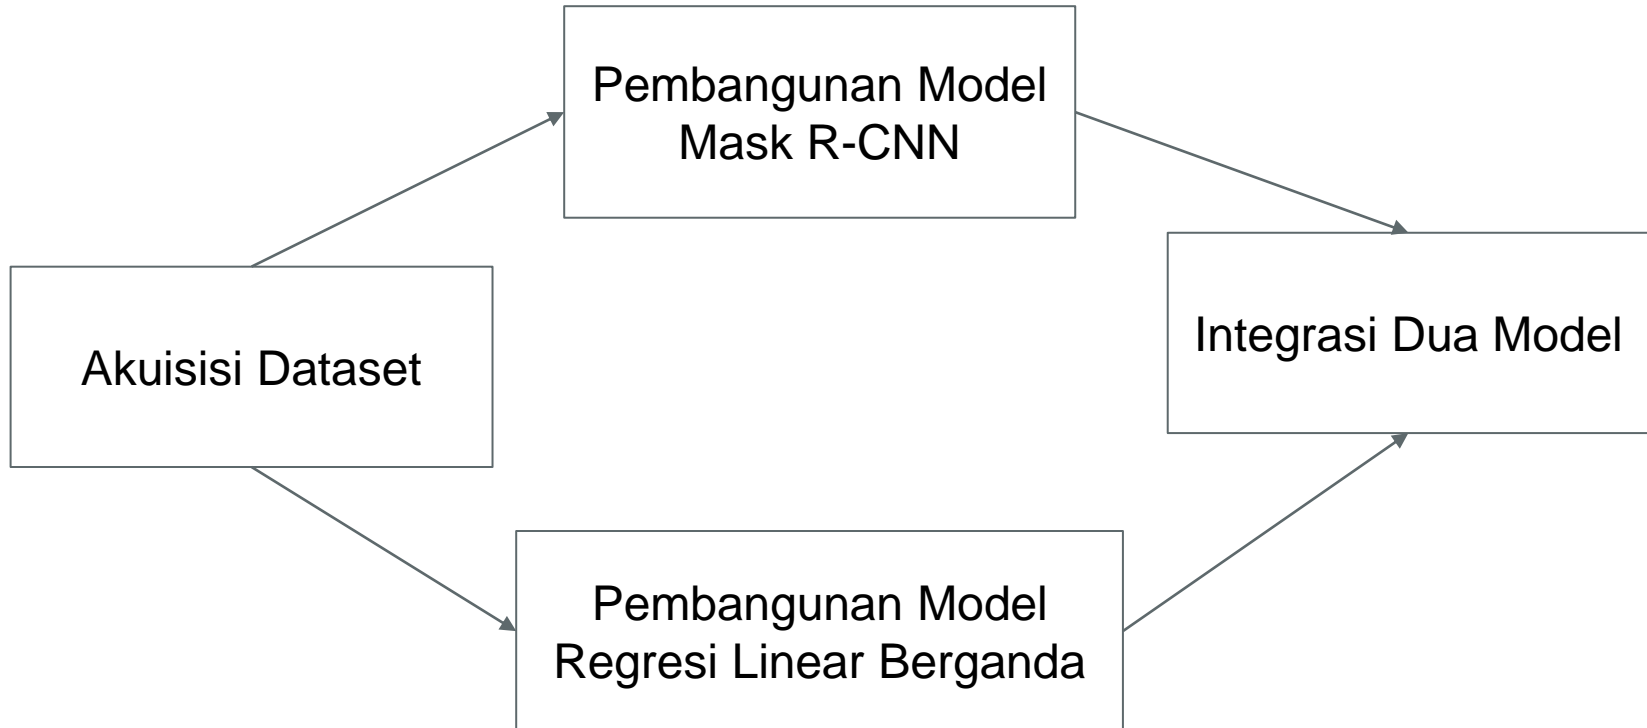 Pembangunan Model
Mask R-CNN
Akuisisi Dataset
Integrasi Dua Model
Pembangunan Model
Regresi Linear Berganda